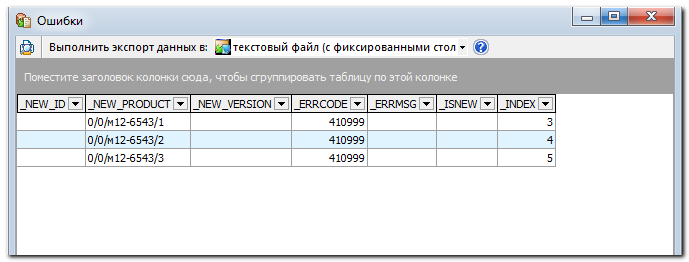 Ошибки
Выполнить экспорт данных в: текстовый файл (с фиксированными стол
Поместите заголовок колонки сюда, чтобы сгруппировать таблицу по этой колонке
_NEW_ID _NEW_PRODUCT _NEW_VERSION _ERRCODE _ERRMSG _ISNEW _INDEX
0/0/м12-6543/1 410999 3
0/0/м12-6543/2 410999 4
0/0/м12-6543/3 410999 5